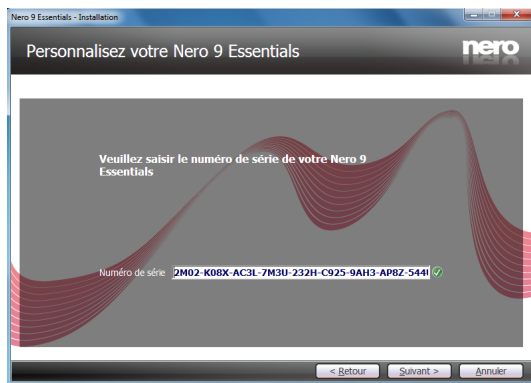 Nero 9 Essentials - Installation
Personnalisez votre Nero 9 Essentials
nero
Veuillez saisir le numéro de série de votre Nero 9
Essentials
Numéro de série 2M02-K08X-AC3L-7M3U-232H-C925-9AH3-AP8Z-544
< Retour
Suivant >
Annuler